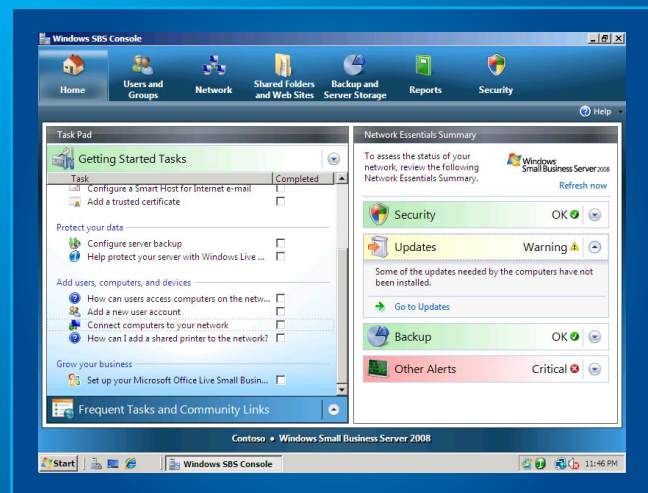 Windows SBS Console
Home
Users and
Groups
Network
Shared Folders
and Web Sites
Backup and
Server Storage
Reports
Security
Help
Task Pad
Getting Started Tasks
Task Completed
Configure a Smart Host for Internet e-mail
Add a trusted certificate
Protect your data
Configure server backup
Help protect your server with Windows Live ...
Add users, computers, and devices
How can users access computers on the netw...
Add a new user account
Connect computers to your network
How can I add a shared printer to the network?
Grow your business
Set up your Microsoft Office Live Small Busin...
Frequent Tasks and Community Links
Network Essentials Summary
To assess the status of your
network, review the following
Network Essentials Summary.
Windows
Small Business Server 2008
Refresh now
Security OK
Updates Warning
Some of the updates needed by the computers have not
been installed.
Go to Updates
Backup OK
Other Alerts Critical
Contoso • Windows Small Business Server 2008
Start
Windows SBS Console
11:46 PM